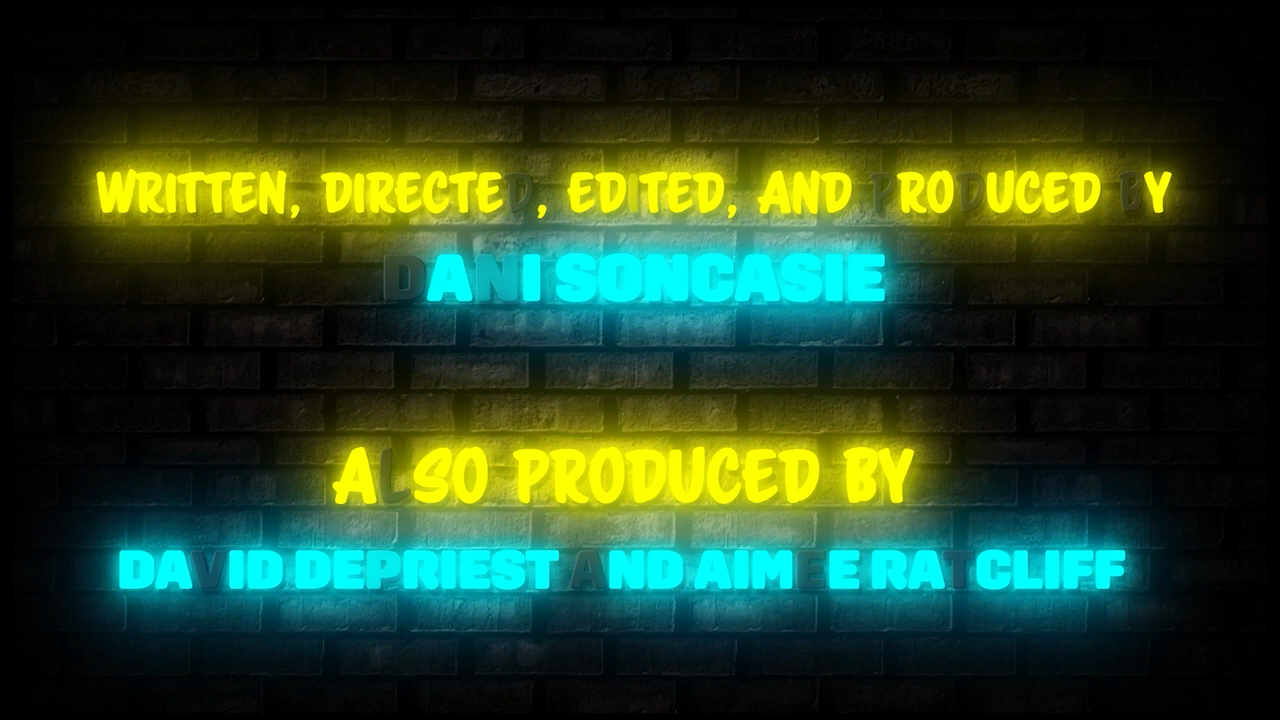 WRITTEN, DIRECTED, EDITED, AND PRODUCED BY
DANI SONCASIE
ALSO PRODUCED BY
DAVID DEPRIEST AND AIMEE RATCLIFF